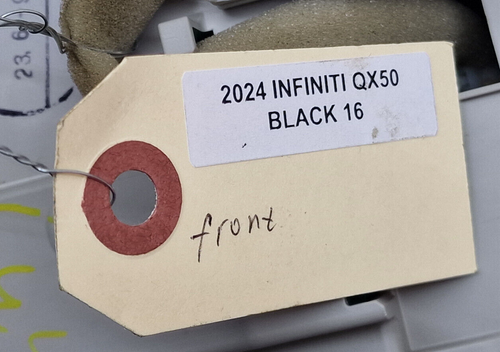 2024 INFINITI QX50
BLACK 16
front